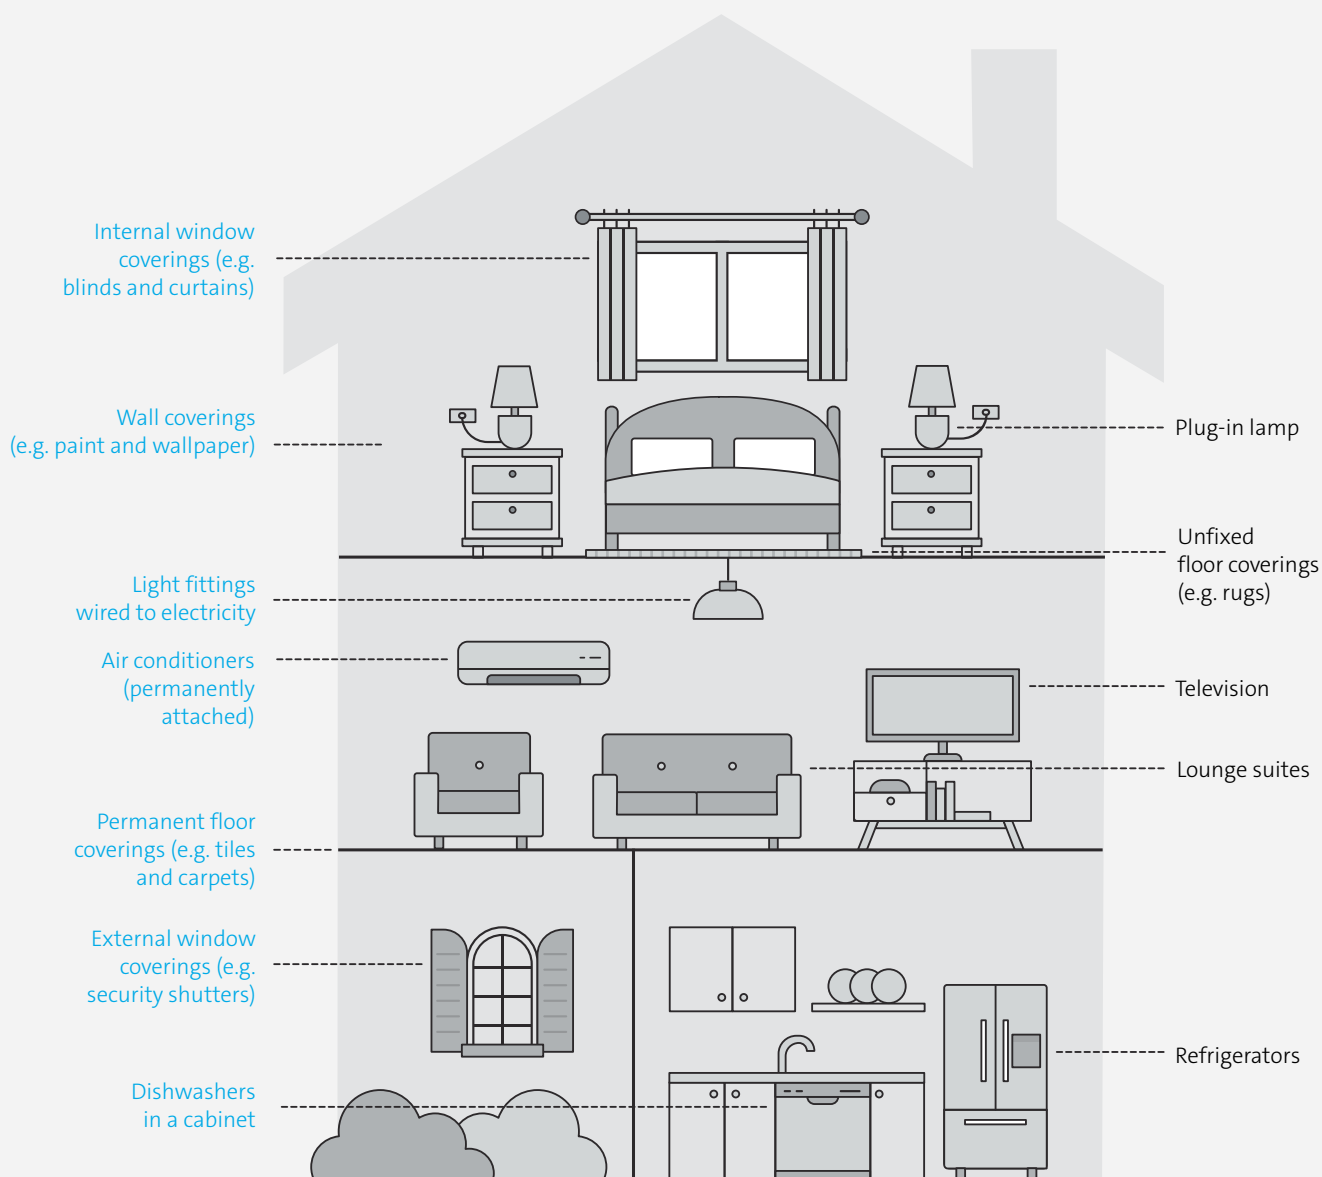 Internal window
coverings (e.g.
blinds and curtains)
Wall coverings
(e.g. paint and wallpaper)
Light fittings
wired to electricity
Air conditioners
(permanently
attached)
Permanent floor
coverings (e.g. tiles
and carpets)
External window
coverings (e.g.
security shutters)
Dishwashers
in a cabinet
Plug-in lamp
Unfixed
floor coverings
(e.g. rugs)
Television
Lounge suites
Refrigerators